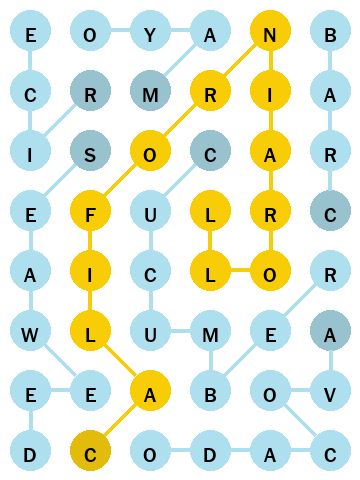 E O Y A N B
C R M R I A
I S O C A R
E F U L R C
A I C L O R
W L U M E A
E E A B O V
D C O D A C